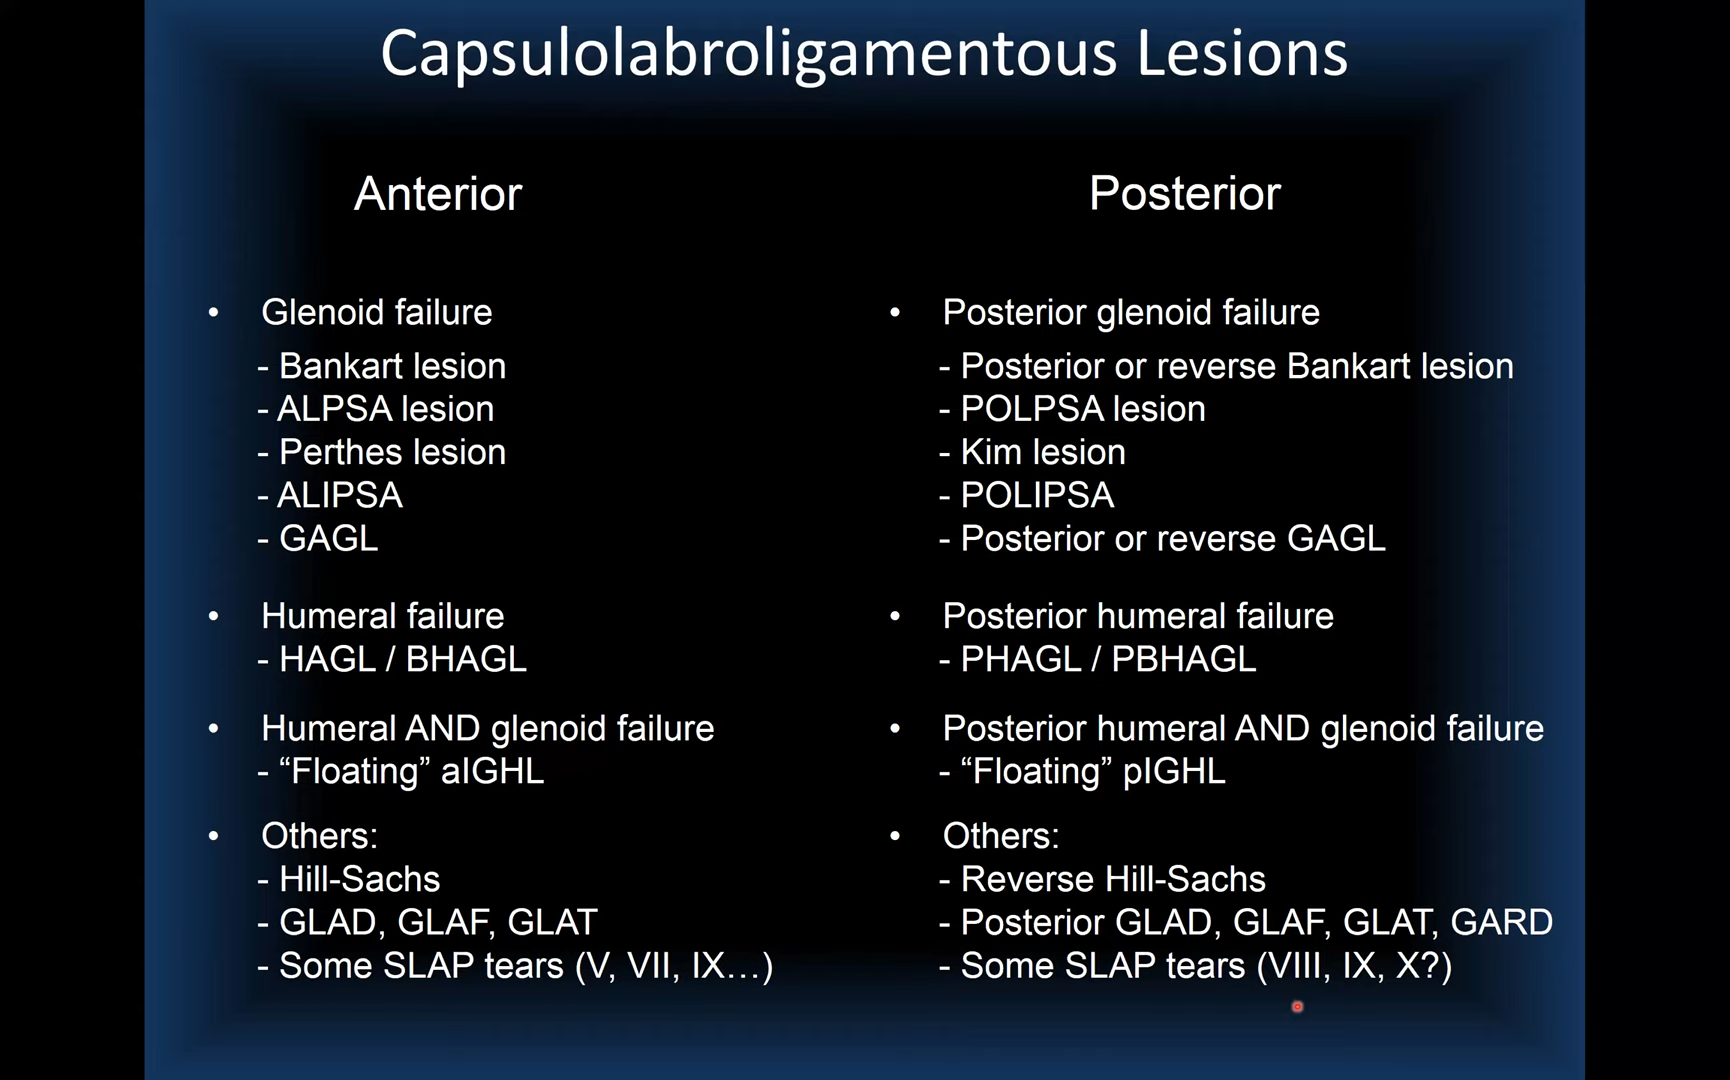 Capsulolabroligamentous Lesions
Anterior
• Glenoid failure
- Bankart lesion
- ALPSA lesion
- Perthes lesion
- ALIPSA
- GAGL
• Humeral failure
- HAGL / BHAGL
• Humeral AND glenoid failure
- “Floating” aIGHL
• Others:
- Hill-Sachs
- GLAD, GLAF, GLAT
- Some SLAP tears (V, VII, IX…)
Posterior
• Posterior glenoid failure
- Posterior or reverse Bankart lesion
- POLPSA lesion
- Kim lesion
- POLIPSA
- Posterior or reverse GAGL
• Posterior humeral failure
- PHAGL / PBHAGL
• Posterior humeral AND glenoid failure
- “Floating” pIGHL
• Others:
- Reverse Hill-Sachs
- Posterior GLAD, GLAF, GLAT, GARD
- Some SLAP tears (VIII, IX, X?)